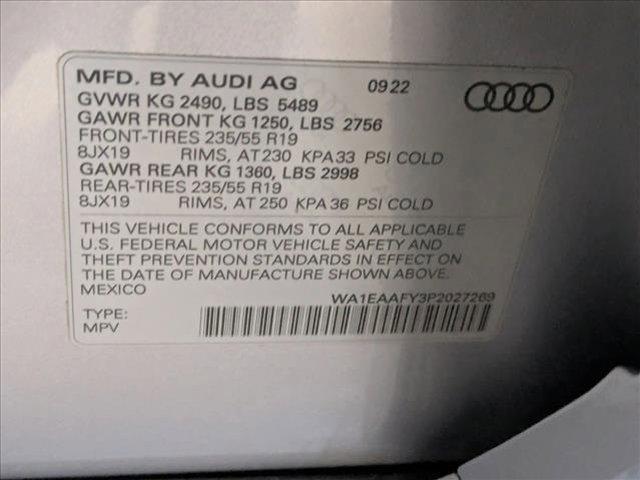 MFD. BY AUDI AG 09 22
GVWR KG 2490, LBS 5489
GAWR FRONT KG 1250, LBS 2756
FRONT-TIRES 235/55 R19
8JX19 RIMS, AT 230 KPA 33 PSI COLD
GAWR REAR KG 1360, LBS 2998
REAR-TIRES 235/55 R19
8JX19 RIMS, AT 250 KPA 36 PSI COLD
THIS VEHICLE CONFORMS TO ALL APPLICABLE
U.S. FEDERAL MOTOR VEHICLE SAFETY AND
THEFT PREVENTION STANDARDS IN EFFECT ON
THE DATE OF MANUFACTURE SHOWN ABOVE.
MEXICO
WA1EAAFY3P2027269
TYPE:
MPV